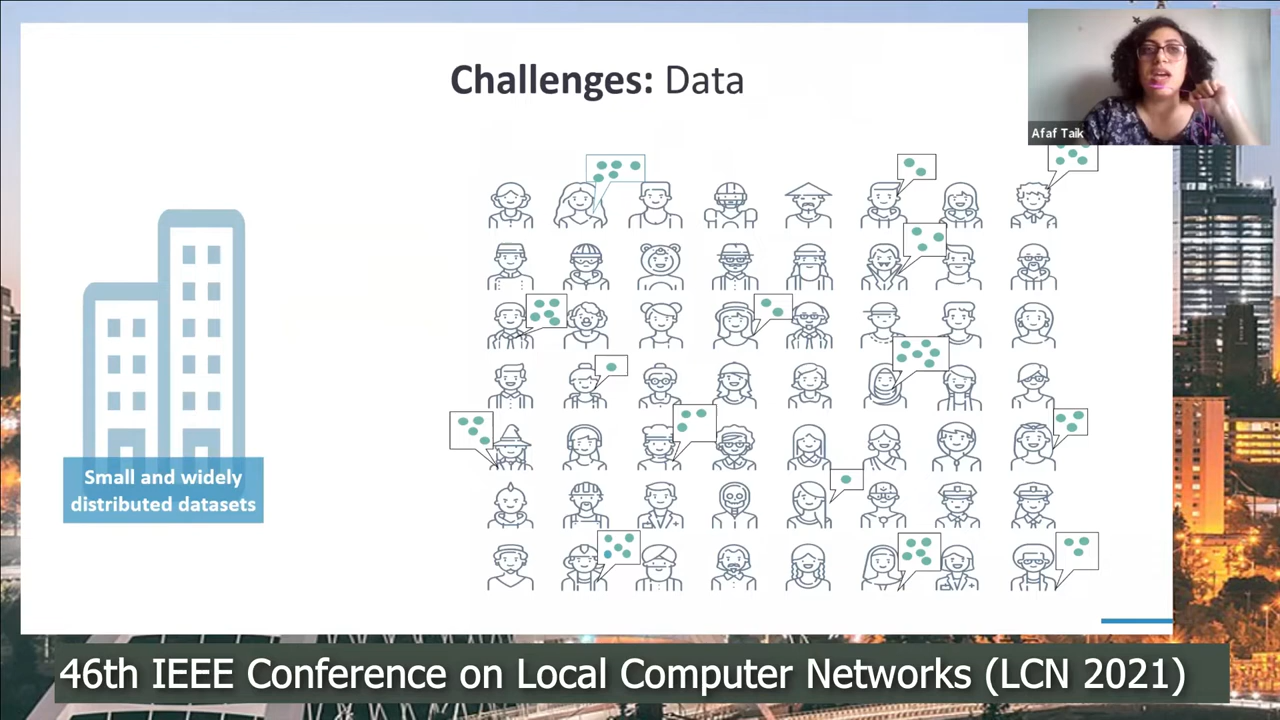 Challenges: Data
Afaf Taik
Small and widely
distributed datasets
46th IEEE Conference on Local Computer Networks (LCN 2021)